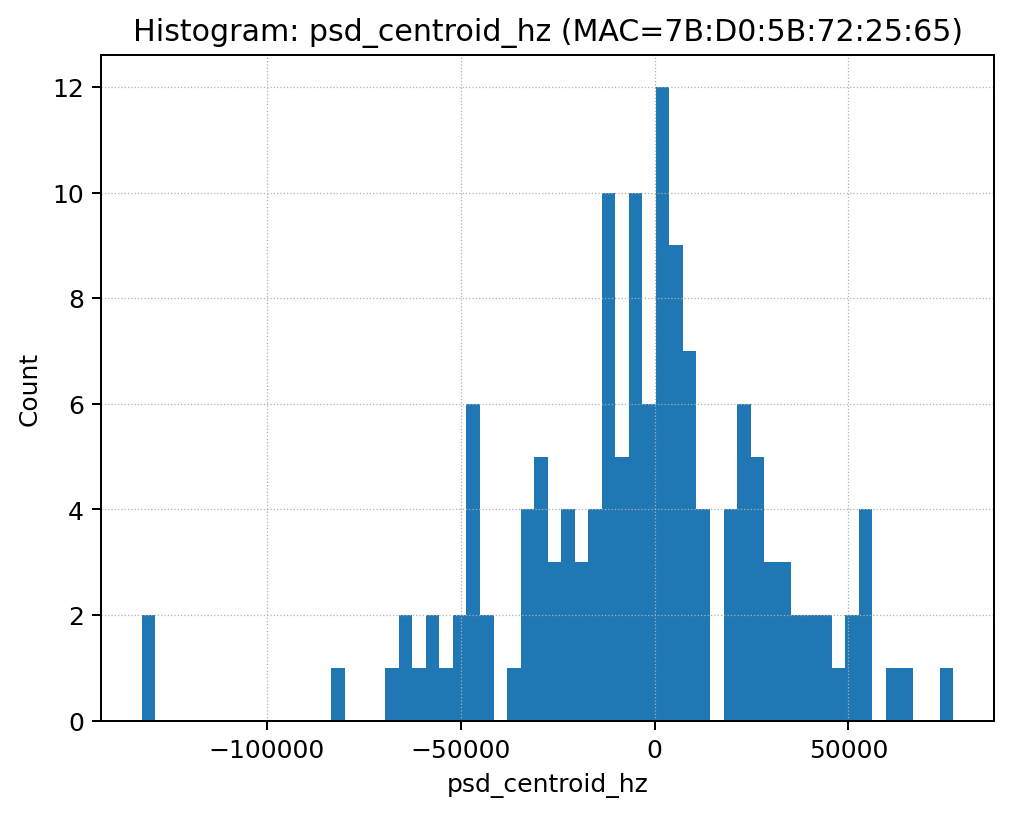 Histogram: psd_centroid_hz (MAC=7B:D0:5B:72:25:65)
12
10
8
6
4
2
0
Count
−100000 −50000 0 50000
psd_centroid_hz